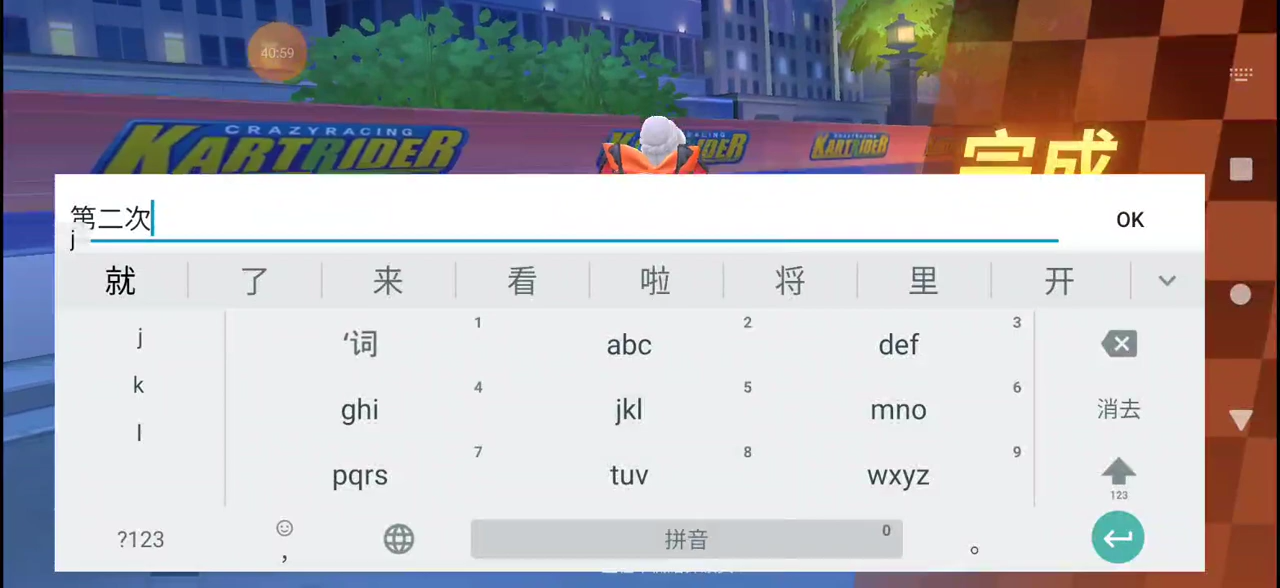 40:59
CRAZYRACING
KARTRIDER
KARTRIDER
完成
第二次
OK
j
就 了 来 看 啦 将 里 开
j
k
l
‘词 1
abc 2
def 3
ghi 4
jkl 5
mno 6
消去
pqrs 7
tuv 8
wxyz 9
123
?123
,
拼音 0
。